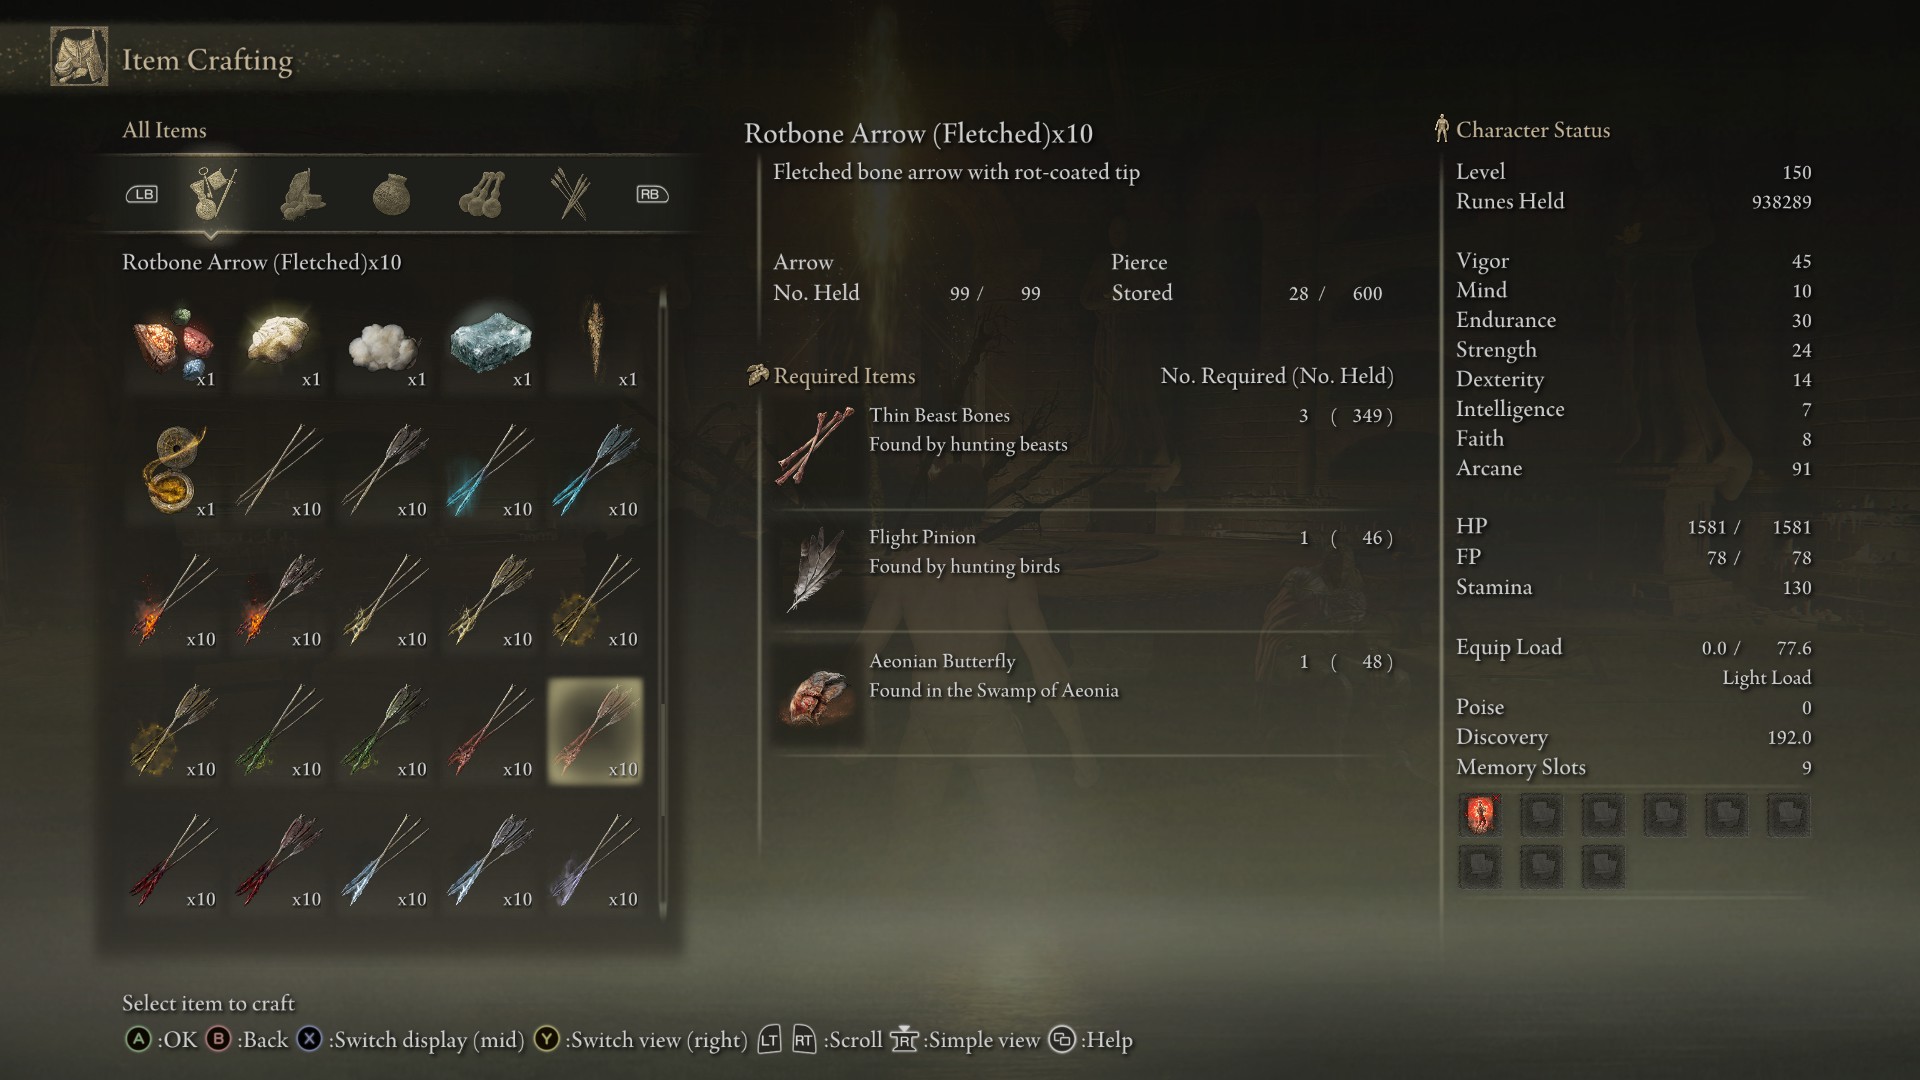 Item Crafting
All Items
LB
RB
Rotbone Arrow (Fletched)x10
x1 x1 x1 x1 x1
x1 x10 x10 x10 x10
x10 x10 x10 x10 x10
x10 x10 x10 x10 x10
x10 x10 x10 x10 x10
Rotbone Arrow (Fletched)x10
Fletched bone arrow with rot-coated tip
Arrow Pierce
No. Held 99 / 99 Stored 28 / 600
Required Items No. Required (No. Held)
Thin Beast Bones 3 ( 349 )
Found by hunting beasts
Flight Pinion 1 ( 46 )
Found by hunting birds
Aeonian Butterfly 1 ( 48 )
Found in the Swamp of Aeonia
Character Status
Level 150
Runes Held 938289
Vigor 45
Mind 10
Endurance 30
Strength 24
Dexterity 14
Intelligence 7
Faith 8
Arcane 91
HP 1581 / 1581
FP 78 / 78
Stamina 130
Equip Load 0.0 / 77.6
Light Load
Poise 0
Discovery 192.0
Memory Slots 9
Select item to craft
A :OK B :Back X :Switch display (mid) Y :Switch view (right) LT RT :Scroll R :Simple view :Help